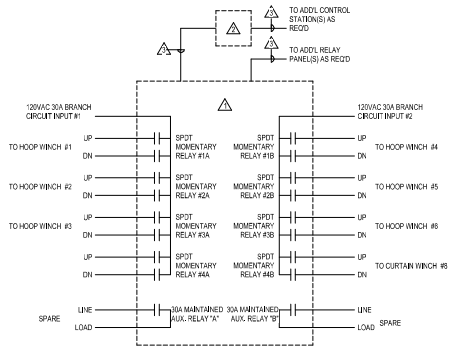 3
TO ADD'L CONTROL
STATION(S) AS
REQ'D
2
3
3
TO ADD'L RELAY
PANEL(S) AS REQ'D
1
120VAC 30A BRANCH
CIRCUIT INPUT #1
120VAC 30A BRANCH
CIRCUIT INPUT #2
UP
TO HOOP WINCH #1
DN
SPDT
MOMENTARY
RELAY #1A
SPDT
MOMENTARY
RELAY #1B
UP
TO HOOP WINCH #4
DN
UP
TO HOOP WINCH #2
DN
SPDT
MOMENTARY
RELAY #2A
SPDT
MOMENTARY
RELAY #2B
UP
TO HOOP WINCH #5
DN
UP
TO HOOP WINCH #3
DN
SPDT
MOMENTARY
RELAY #3A
SPDT
MOMENTARY
RELAY #3B
UP
TO HOOP WINCH #6
DN
UP
DN
SPDT
MOMENTARY
RELAY #4A
SPDT
MOMENTARY
RELAY #4B
UP
TO CURTAIN WINCH #8
DN
LINE
SPARE
LOAD
30A MAINTAINED
AUX. RELAY "A"
30A MAINTAINED
AUX. RELAY "B"
LINE
SPARE
LOAD